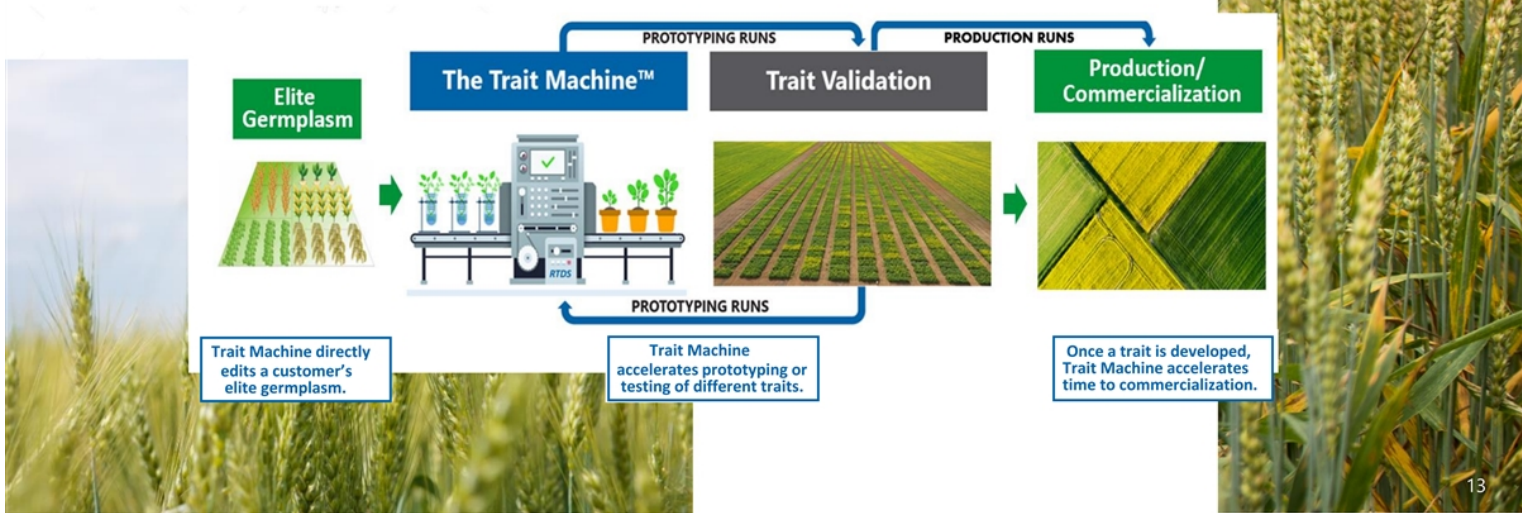 PROTOTYPING RUNS
PRODUCTION RUNS
Elite
Germplasm
The Trait Machine™
Trait Validation
Production/
Commercialization
RTDS
PROTOTYPING RUNS
Trait Machine directly
edits a customer's
elite germplasm.
Trait Machine
accelerates prototyping or
testing of different traits.
Once a trait is developed,
Trait Machine accelerates
time to commercialization.
13